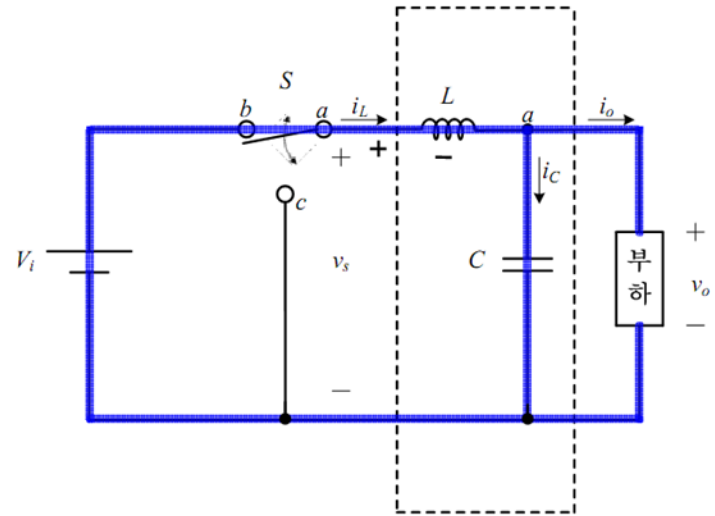 S
b a i_L L a i_o
+ + -
i_C
c
V_i v_s C 부하 + v_o -
-